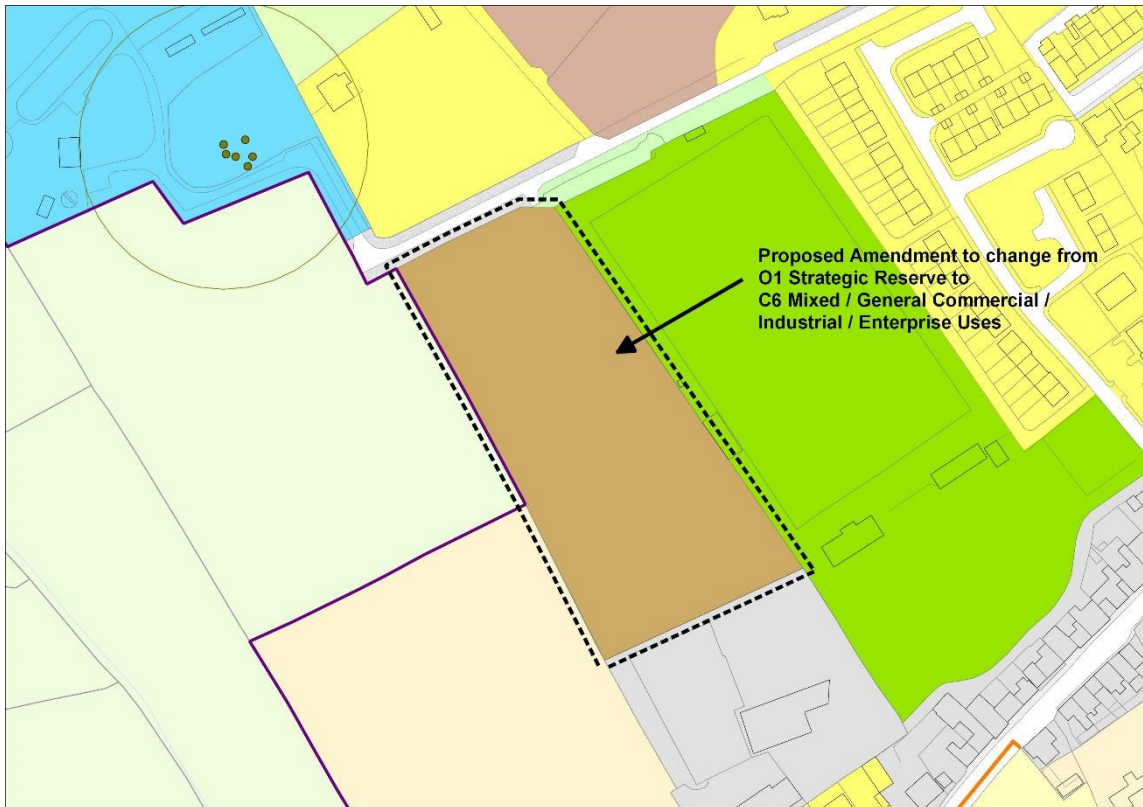 Proposed Amendment to change from
O1 Strategic Reserve to
C6 Mixed / General Commercial /
Industrial / Enterprise Uses